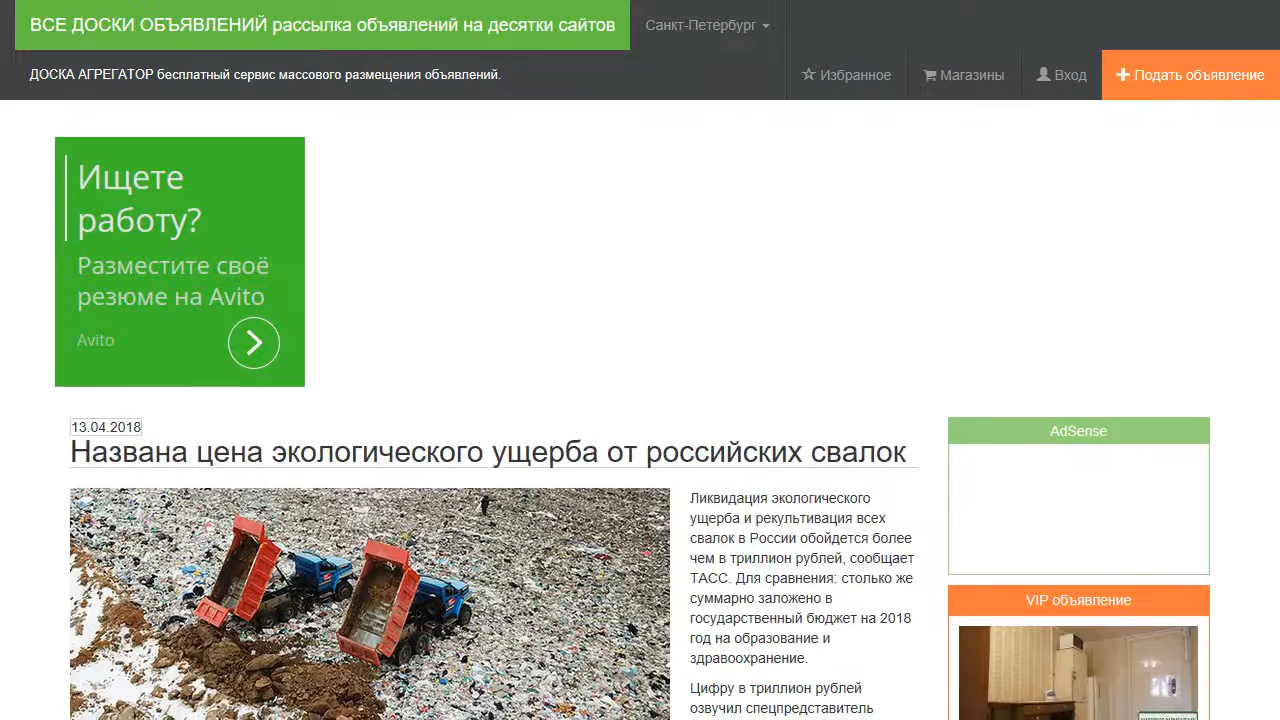 ВСЕ ДОСКИ ОБЪЯВЛЕНИЙ рассылка объявлений на десятки сайтов
Санкт-Петербург
ДОСКА АГРЕГАТОР бесплатный сервис массового размещения объявлений.
Избранное
Магазины
Вход
Подать объявление
Ищете
работу?
Разместите своё
резюме на Avito
Avito
13.04.2018
Названа цена экологического ущерба от российских свалок
Ликвидация экологического
ущерба и рекультивация всех
свалок в России обойдется более
чем в триллион рублей, сообщает
ТАСС. Для сравнения: столько же
суммарно заложено в
государственный бюджет на 2018
год на образование и
здравоохранение.
Цифру в триллион рублей
озвучил спецпредставитель
AdSense
VIP объявление